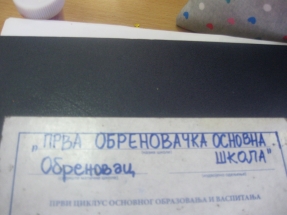 „ПРВА ОБРЕНОВАЧКА ОСНОВНА
ШКОЛА"
Обреновац
ПРВИ ЦИКЛУС ОСНОВНОГ ОБРАЗОВАЊА И ВАСПИТАЊА